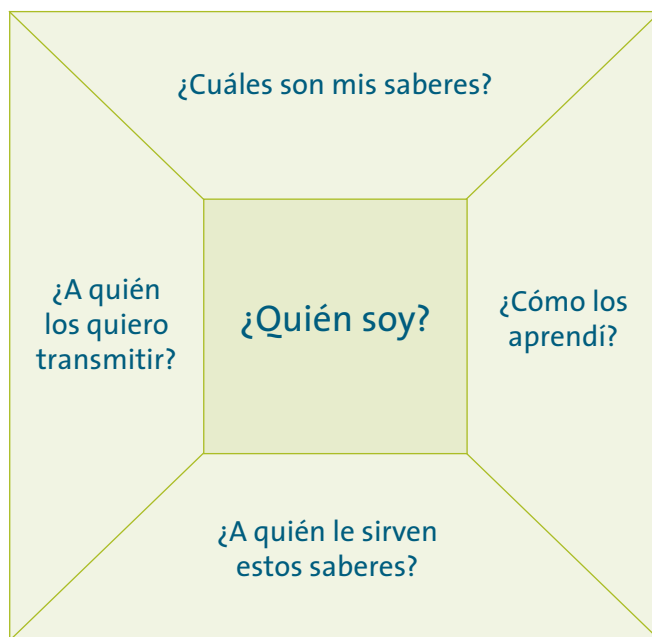 ¿Cuáles son mis saberes?
¿A quién
los quiero
transmitir?
¿Quién soy?
¿Cómo los
aprendí?
¿A quién le sirven
estos saberes?